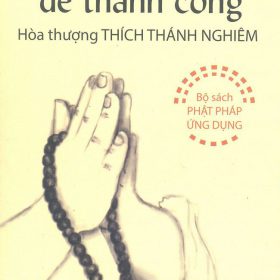 để thành công
Hòa thượng THÍCH THÁNH NGHIÊM
Bộ sách
PHẬT PHÁP
ỨNG DỤNG